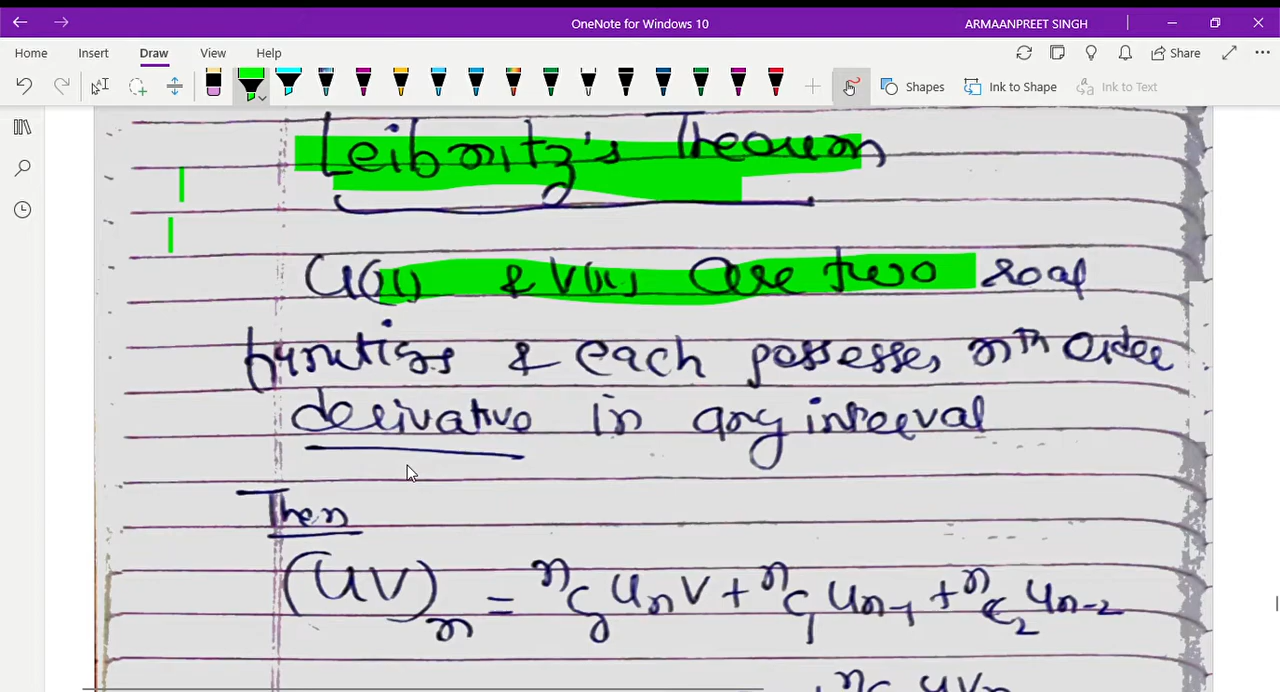 OneNote for Windows 10
ARMAANPREET SINGH
Home Insert Draw View Help
Share
Shapes
Ink to Shape
Ink to Text
Leibnitz's Theorem
U(x) & V(x) are two real
functions & each possesses nth order
derivative in any interval
Then
(UV)n = nC0 UnV + nC1 Un-1 + nC2 Un-2